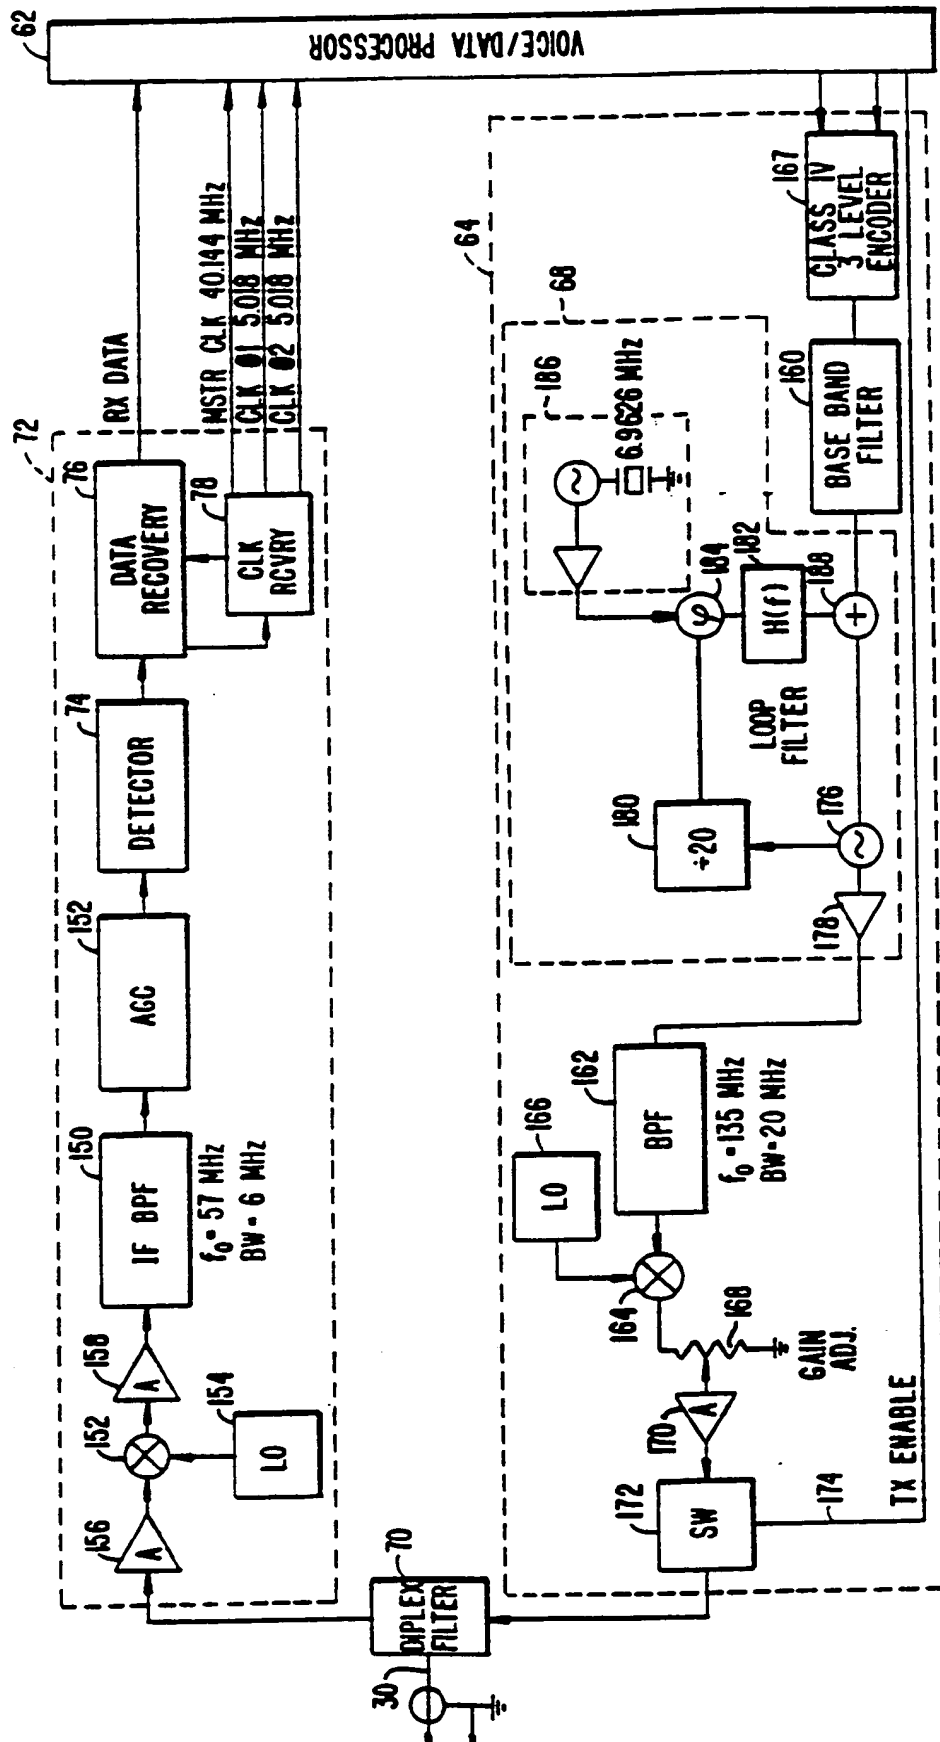 62
VOICE/DATA PROCESSOR
RX DATA
MSTR CLK 40.144 MHz
CLK Ø1 5.018 MHz
CLK Ø2 5.018 MHz
72
76
DATA
RECOVERY
78
CLK
RCVRY
74
DETECTOR
152
AGC
150
IF BPF
f₀ = 57 MHz
BW = 6 MHz
158
A
152
154
LO
156
A
70
DIPLEX
FILTER
30
64
167
CLASS IV
3 LEVEL
ENCODER
68
186
6.9626 MHz
160
BASE BAND
FILTER
184
182
H(f)
188
+
LOOP
FILTER
180
÷20
176
178
162
BPF
f₀ = 135 MHz
BW = 20 MHz
166
LO
164
168
GAIN
ADJ.
170
A
172
SW
174
TX ENABLE